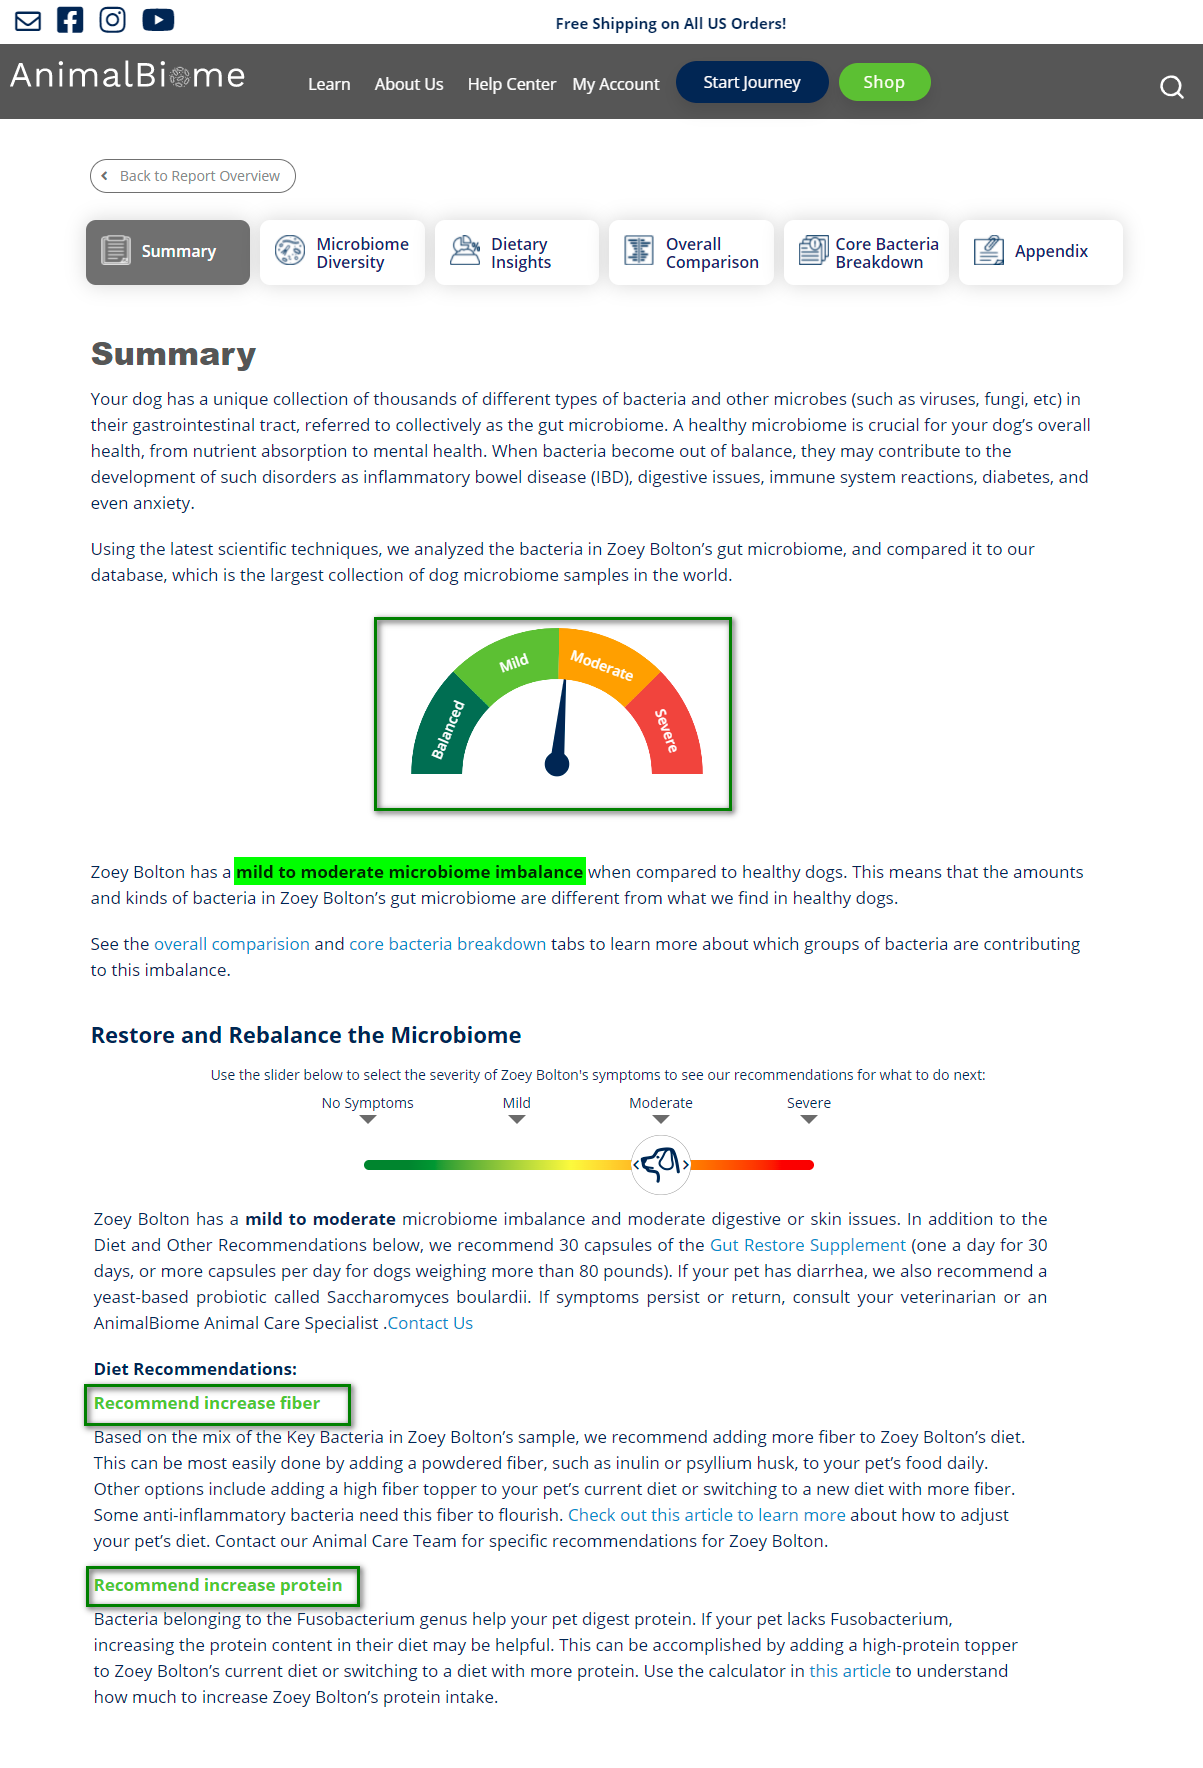 Free Shipping on All US Orders!
AnimalBiome
Learn About Us Help Center My Account Start Journey Shop
Back to Report Overview
Summary
Microbiome
Diversity
Dietary
Insights
Overall
Comparison
Core Bacteria
Breakdown
Appendix
Summary
Your dog has a unique collection of thousands of different types of bacteria and other microbes (such as viruses, fungi, etc) in
their gastrointestinal tract, referred to collectively as the gut microbiome. A healthy microbiome is crucial for your dog’s overall
health, from nutrient absorption to mental health. When bacteria become out of balance, they may contribute to the
development of such disorders as inflammatory bowel disease (IBD), digestive issues, immune system reactions, diabetes, and
even anxiety.
Using the latest scientific techniques, we analyzed the bacteria in Zoey Bolton’s gut microbiome, and compared it to our
database, which is the largest collection of dog microbiome samples in the world.
Balanced
Mild
Moderate
Severe
Zoey Bolton has a mild to moderate microbiome imbalance when compared to healthy dogs. This means that the amounts
and kinds of bacteria in Zoey Bolton’s gut microbiome are different from what we find in healthy dogs.
See the overall comparision and core bacteria breakdown tabs to learn more about which groups of bacteria are contributing
to this imbalance.
Restore and Rebalance the Microbiome
Use the slider below to select the severity of Zoey Bolton's symptoms to see our recommendations for what to do next:
No Symptoms Mild Moderate Severe
Zoey Bolton has a mild to moderate microbiome imbalance and moderate digestive or skin issues. In addition to the
Diet and Other Recommendations below, we recommend 30 capsules of the Gut Restore Supplement (one a day for 30
days, or more capsules per day for dogs weighing more than 80 pounds). If your pet has diarrhea, we also recommend a
yeast-based probiotic called Saccharomyces boulardii. If symptoms persist or return, consult your veterinarian or an
AnimalBiome Animal Care Specialist .Contact Us
Diet Recommendations:
Recommend increase fiber
Based on the mix of the Key Bacteria in Zoey Bolton’s sample, we recommend adding more fiber to Zoey Bolton’s diet.
This can be most easily done by adding a powdered fiber, such as inulin or psyllium husk, to your pet’s food daily.
Other options include adding a high fiber topper to your pet’s current diet or switching to a new diet with more fiber.
Some anti-inflammatory bacteria need this fiber to flourish. Check out this article to learn more about how to adjust
your pet’s diet. Contact our Animal Care Team for specific recommendations for Zoey Bolton.
Recommend increase protein
Bacteria belonging to the Fusobacterium genus help your pet digest protein. If your pet lacks Fusobacterium,
increasing the protein content in their diet may be helpful. This can be accomplished by adding a high-protein topper
to Zoey Bolton’s current diet or switching to a diet with more protein. Use the calculator in this article to understand
how much to increase Zoey Bolton’s protein intake.